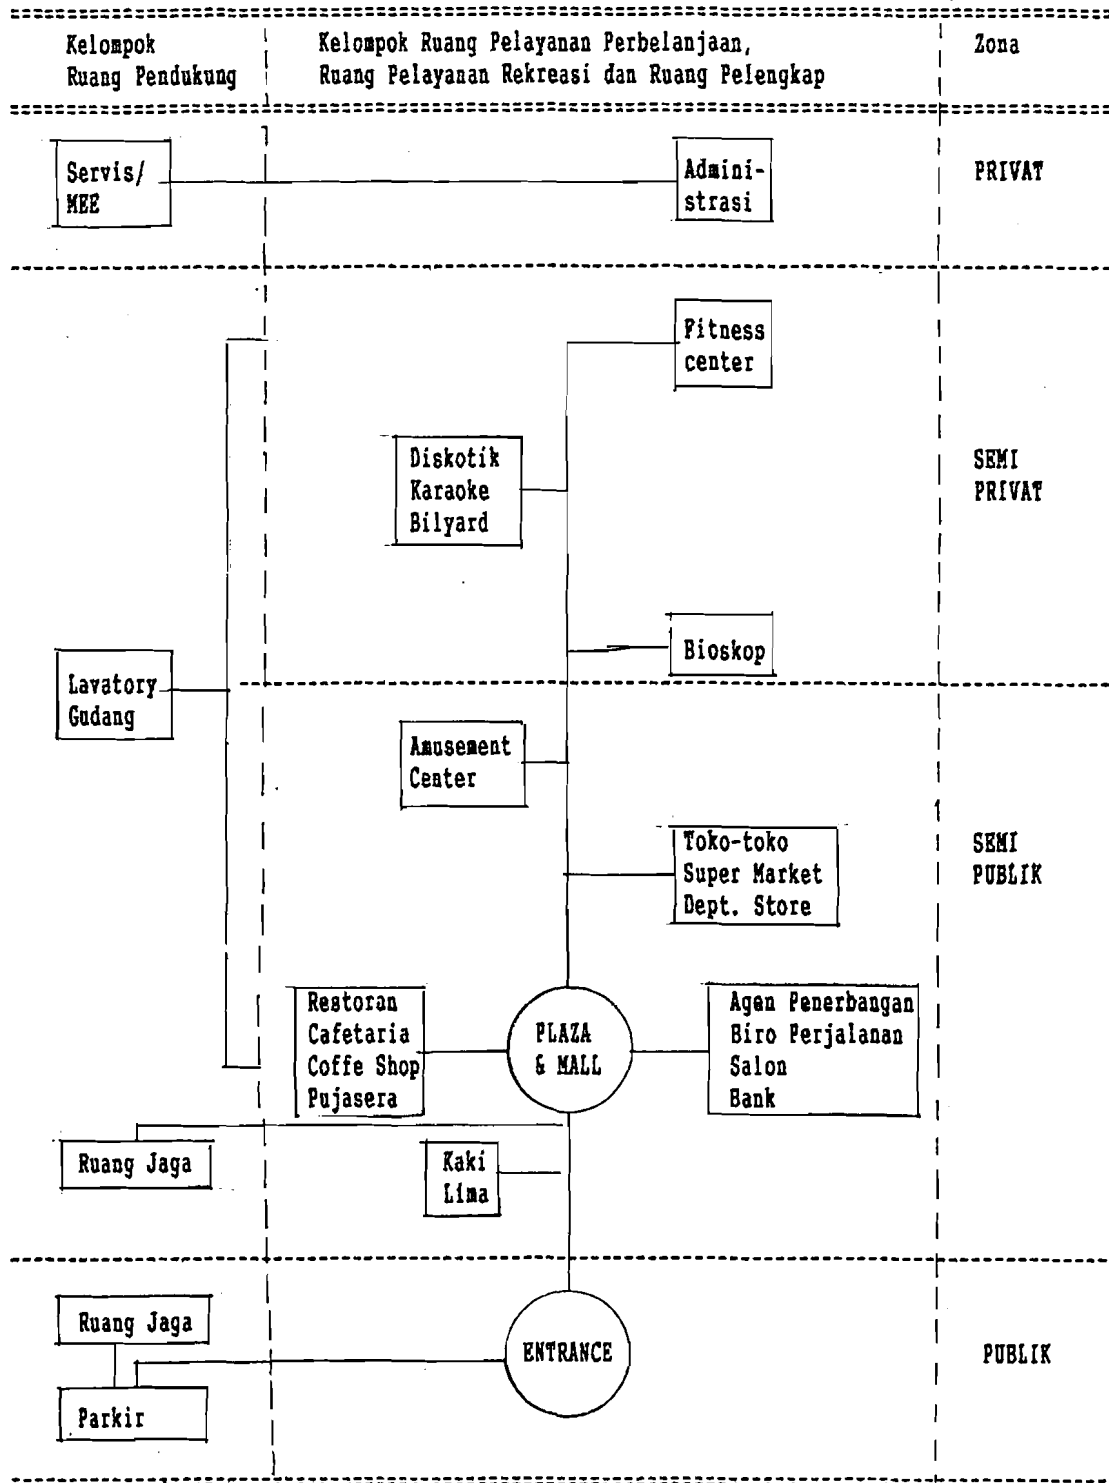 Kelompok
Ruang Pendukung
Kelompok Ruang Pelayanan Perbelanjaan,
Ruang Pelayanan Rekreasi dan Ruang Pelengkap
Zona
Servis/
MEE
Admini-
strasi
PRIVAT
Fitness
center
Diskotik
Karaoke
Bilyard
SEMI
PRIVAT
Bioskop
Lavatory
Gudang
Amusement
Center
Toko-toko
Super Market
Dept. Store
SEMI
PUBLIK
Restoran
Cafetaria
Coffe Shop
Pujasera
PLAZA
& MALL
Agen Penerbangan
Biro Perjalanan
Salon
Bank
Ruang Jaga
Kaki
Lima
Ruang Jaga
ENTRANCE
PUBLIK
Parkir